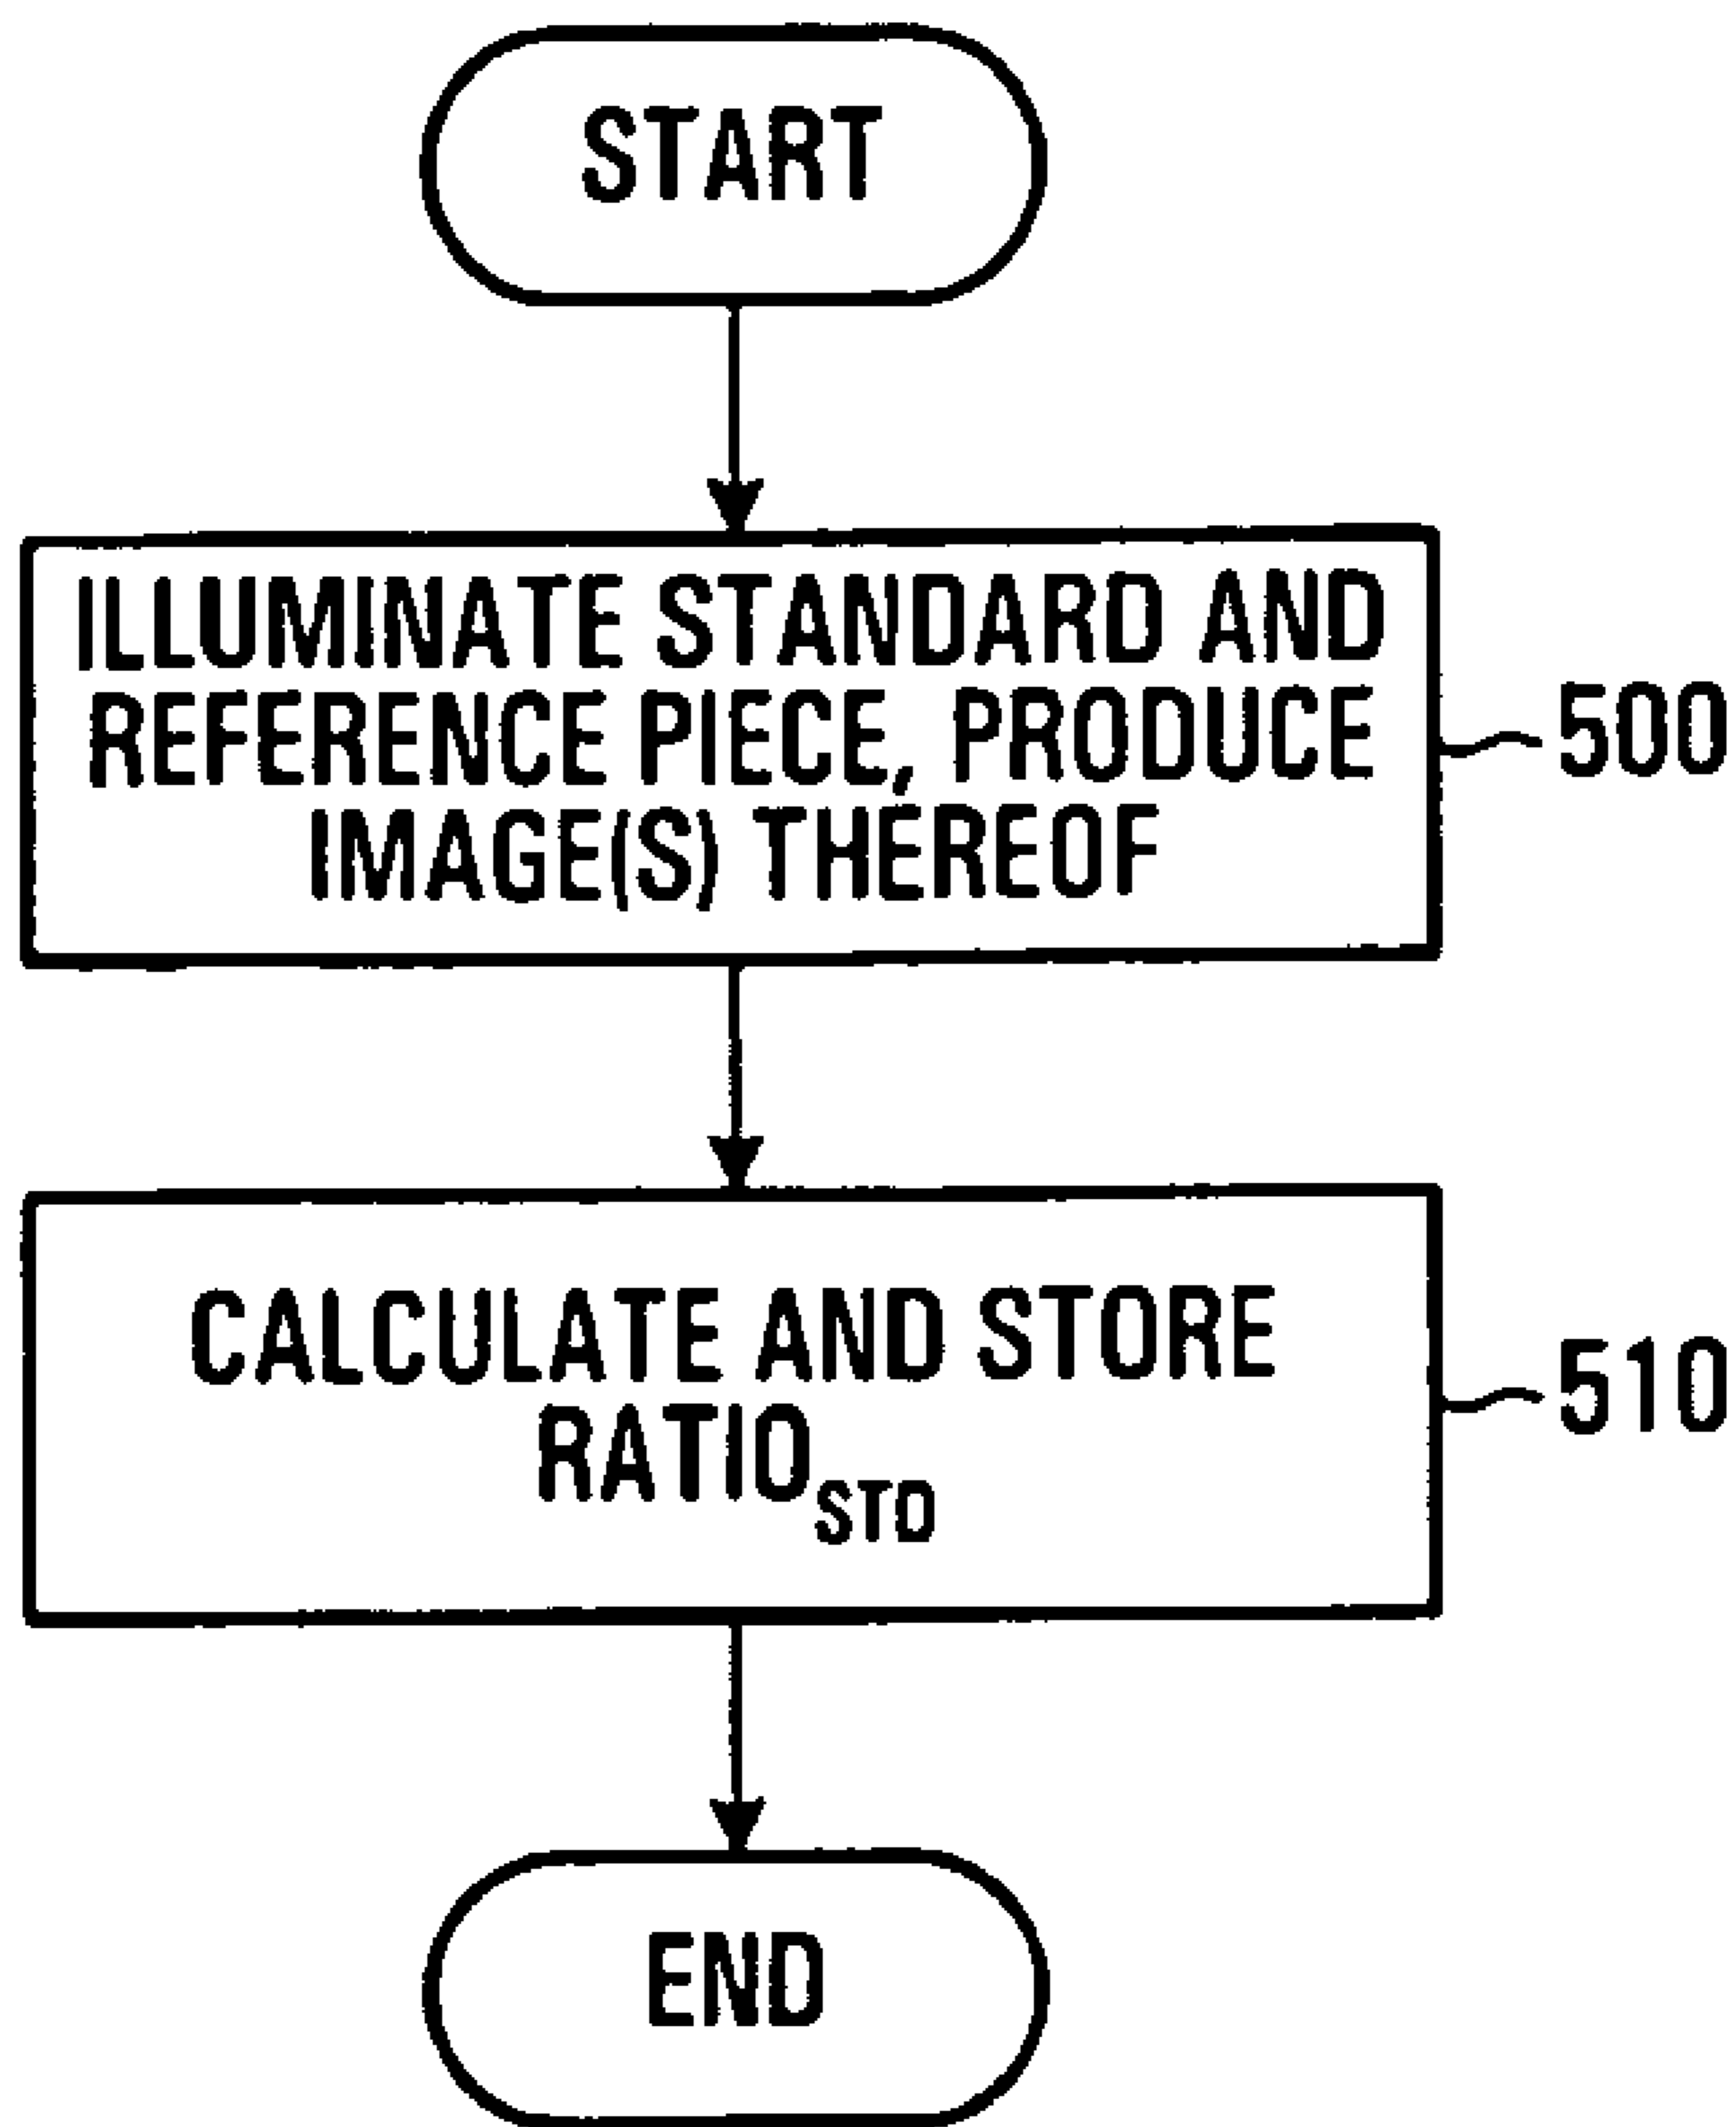 START
ILLUMINATE STANDARD AND
REFERENCE PIECE, PRODUCE
IMAGE(S) THEREOF
500
CALCULATE AND STORE
RATIO STD
510
END